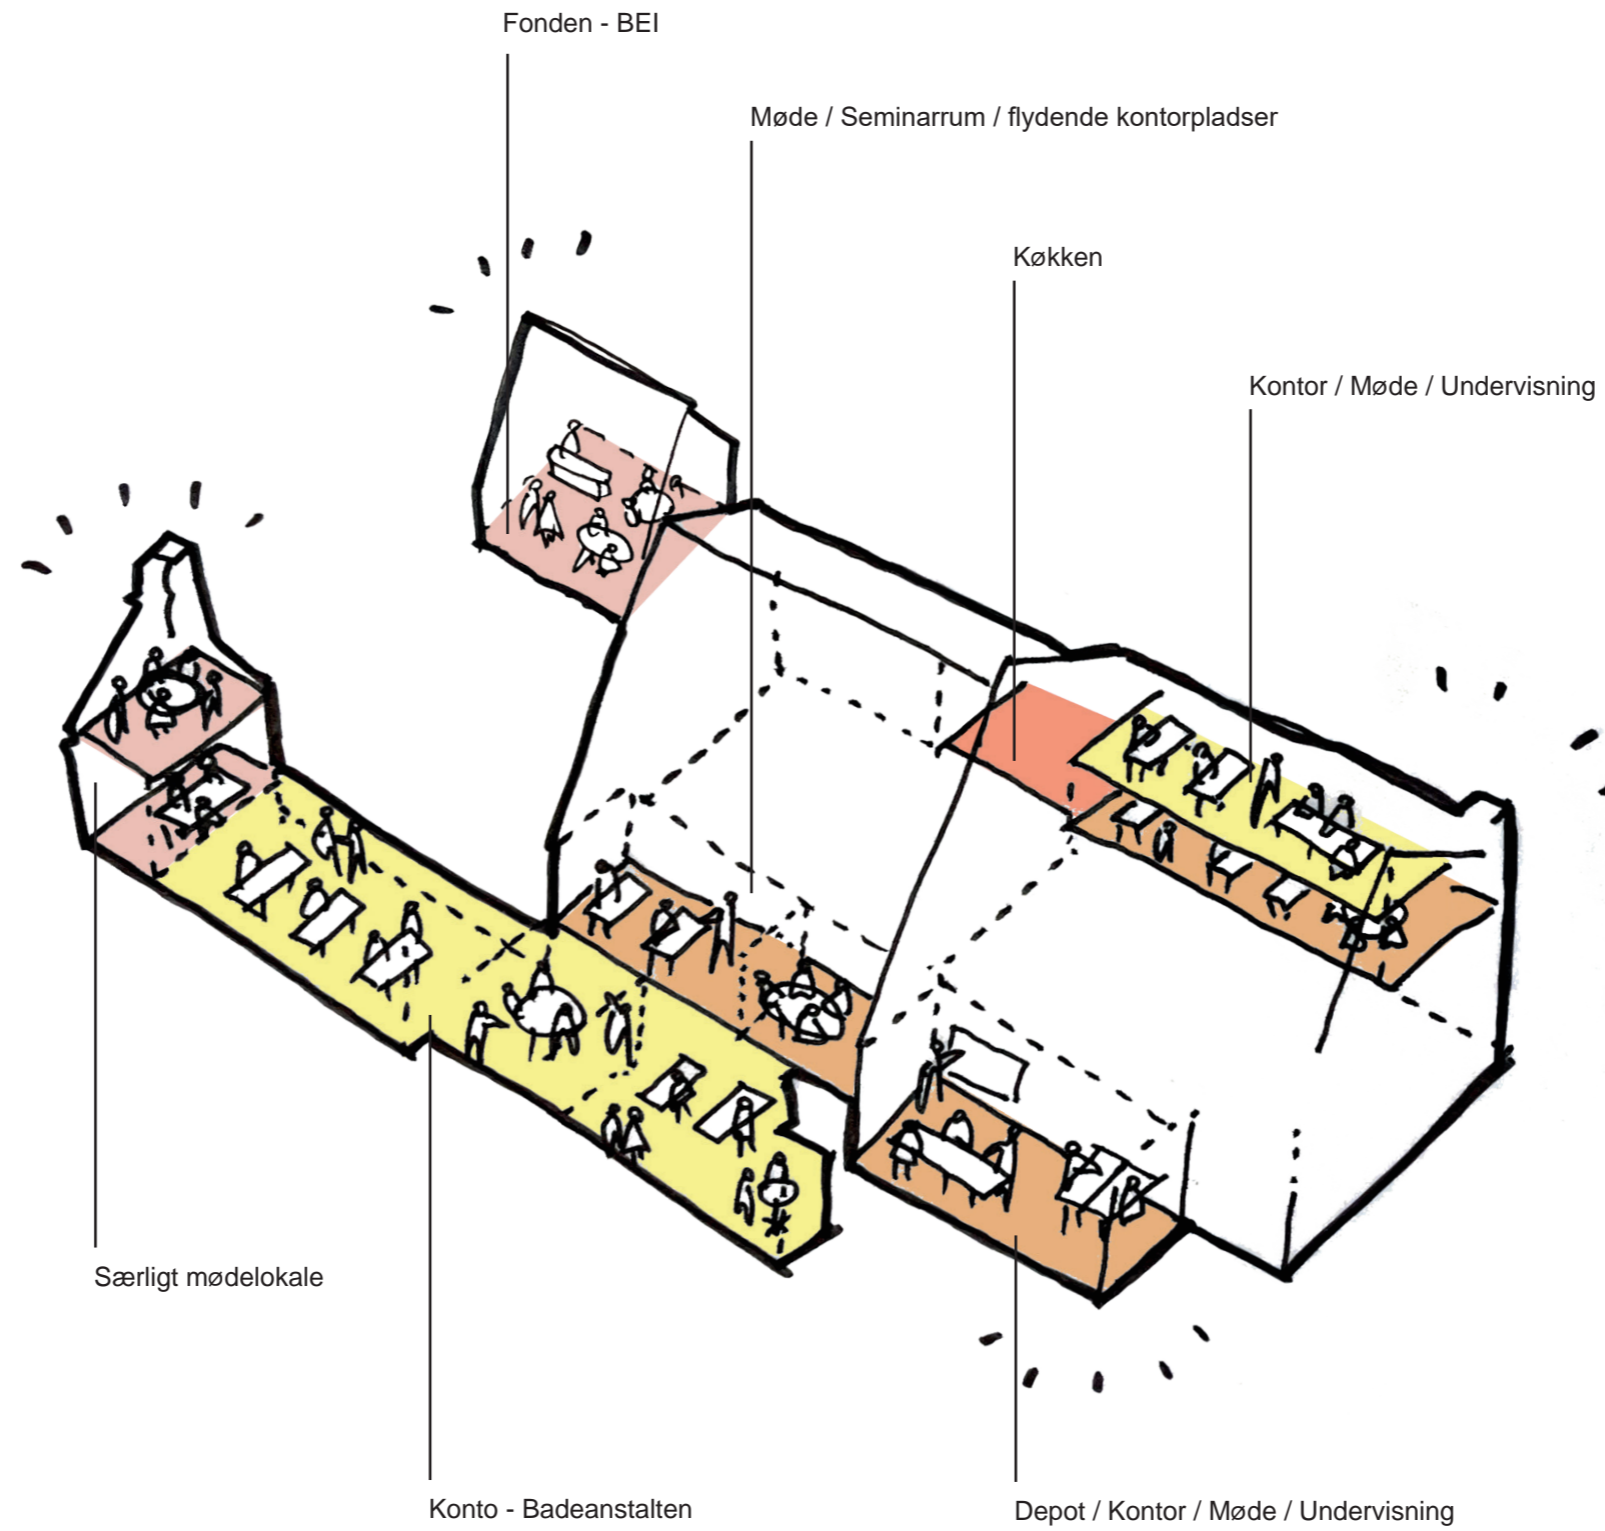 Fonden - BEI
Møde / Seminarrum / flydende kontorpladser
Køkken
Kontor / Møde / Undervisning
Særligt mødelokale
Konto - Badeanstalten
Depot / Kontor / Møde / Undervisning